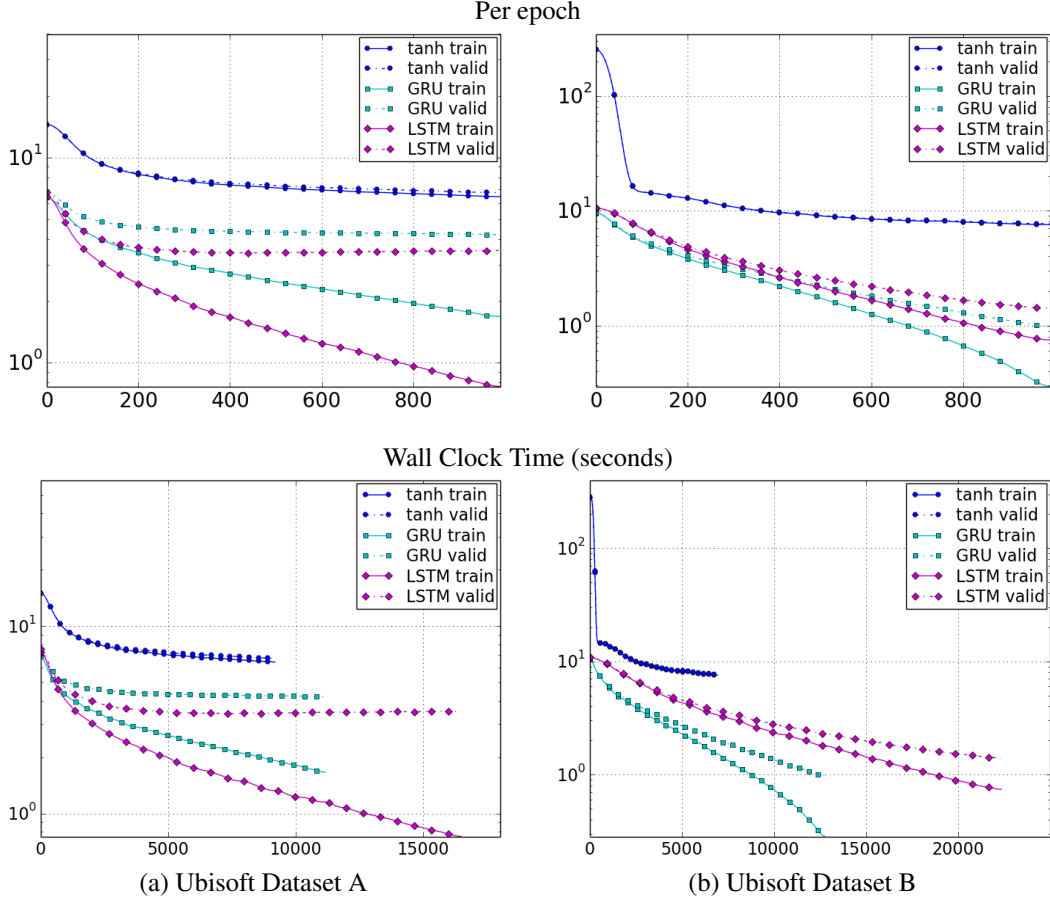 Per epoch
tanh train
tanh valid
GRU train
GRU valid
LSTM train
LSTM valid
10^1
10^0
0 200 400 600 800
tanh train
tanh valid
GRU train
GRU valid
LSTM train
LSTM valid
10^2
10^1
10^0
0 200 400 600 800
Wall Clock Time (seconds)
tanh train
tanh valid
GRU train
GRU valid
LSTM train
LSTM valid
10^1
10^0
0 5000 10000 15000
tanh train
tanh valid
GRU train
GRU valid
LSTM train
LSTM valid
10^2
10^1
10^0
0 5000 10000 15000 20000
(a) Ubisoft Dataset A
(b) Ubisoft Dataset B